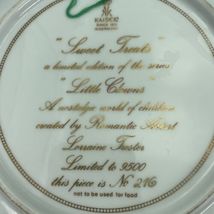 KAISER
"Sweet Treats"
a limited edition of the series
"Little Clowns"
A nostalgic world of children
created by Romantic Artist
Lorraine Trester
Limited to 9500
this piece is No 216
not to be used for food